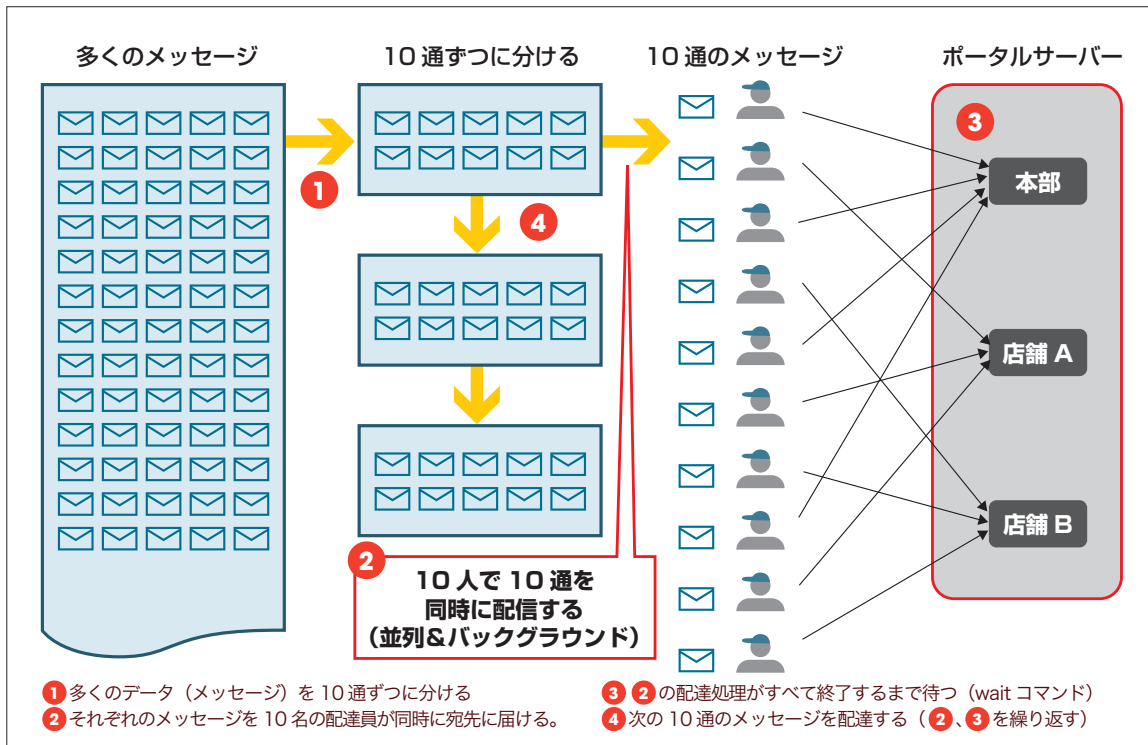 多くのメッセージ
10通ずつに分ける
10通のメッセージ
ポータルサーバー
1
4
3
本部
店舗 A
店舗 B
2
10人で10通を
同時に配信する
（並列＆バックグラウンド）
1 多くのデータ（メッセージ）を10通ずつに分ける
2 それぞれのメッセージを10名の配達員が同時に宛先に届ける。
3 2 の配達処理がすべて終了するまで待つ（wait コマンド）
4 次の10通のメッセージを配達する（ 2 、 3 を繰り返す）